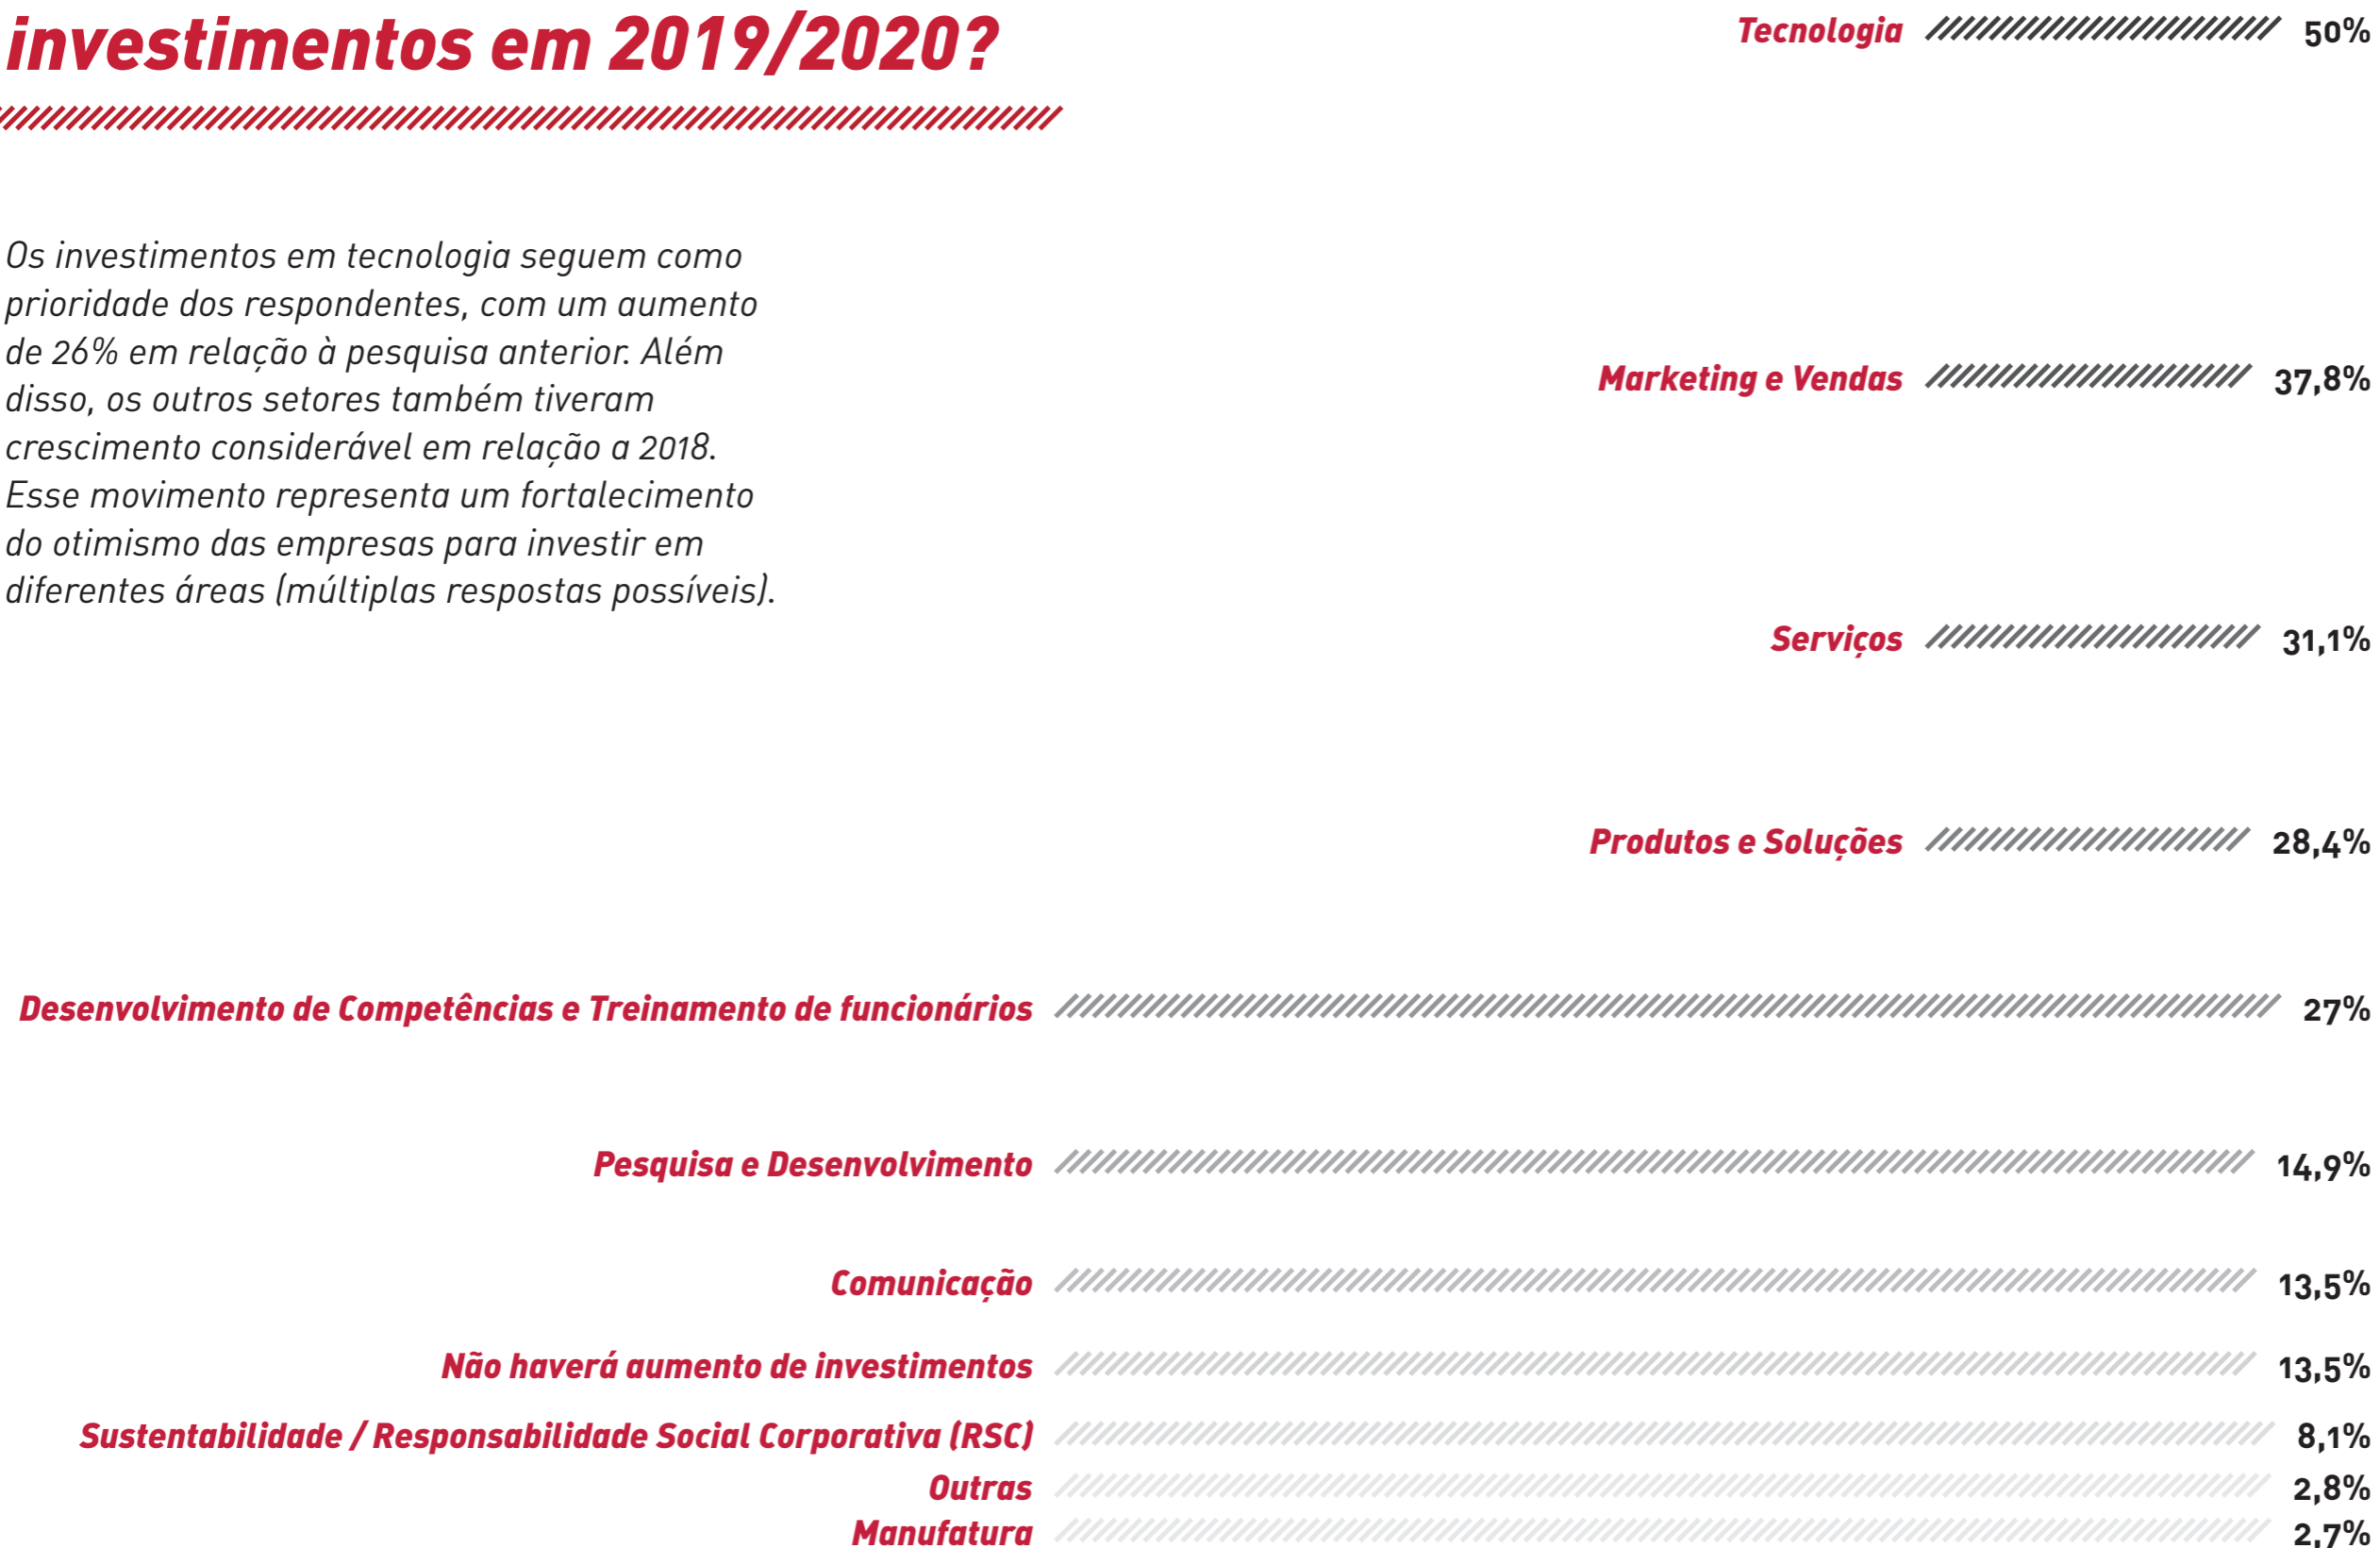 investimentos em 2019/2020?
Os investimentos em tecnologia seguem como
prioridade dos respondentes, com um aumento
de 26% em relação à pesquisa anterior. Além
disso, os outros setores também tiveram
crescimento considerável em relação a 2018.
Esse movimento representa um fortalecimento
do otimismo das empresas para investir em
diferentes áreas (múltiplas respostas possíveis).
Tecnologia 50%
Marketing e Vendas 37,8%
Serviços 31,1%
Produtos e Soluções 28,4%
Desenvolvimento de Competências e Treinamento de funcionários 27%
Pesquisa e Desenvolvimento 14,9%
Comunicação 13,5%
Não haverá aumento de investimentos 13,5%
Sustentabilidade / Responsabilidade Social Corporativa (RSC) 8,1%
Outras 2,8%
Manufatura 2,7%